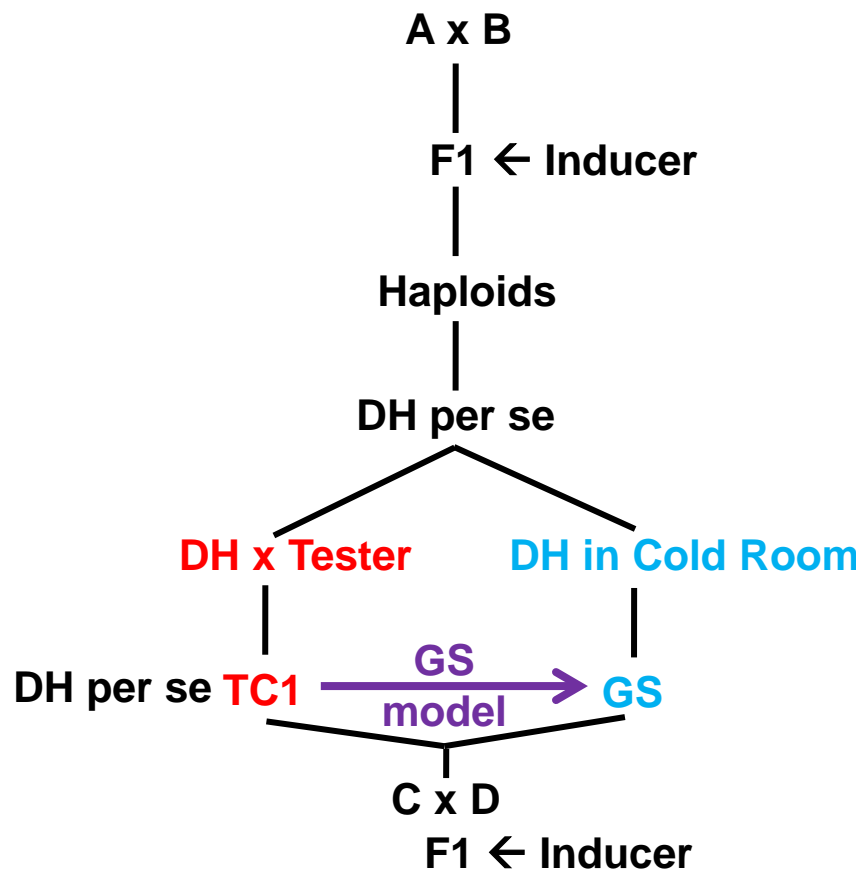 A x B
F1 ← Inducer
Haploids
DH per se
DH x Tester
DH in Cold Room
DH per se TC1
GS
model
GS
C x D
F1 ← Inducer